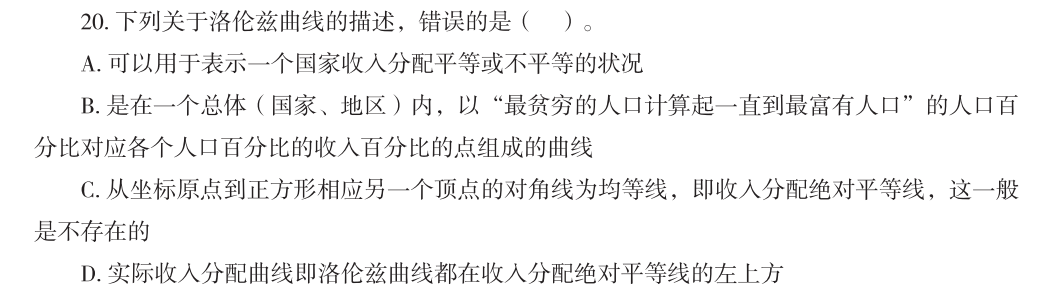 20. 下列关于洛伦兹曲线的描述，错误的是（　）。
A. 可以用于表示一个国家收入分配平等或不平等的状况
B. 是在一个总体（国家、地区）内，以“最贫穷的人口计算起一直到最富有人口”的人口百
分比对应各个人口百分比的收入百分比的点组成的曲线
C. 从坐标原点到正方形相应另一个顶点的对角线为均等线，即收入分配绝对平等线，这一般
是不存在的
D. 实际收入分配曲线即洛伦兹曲线都在收入分配绝对平等线的左上方